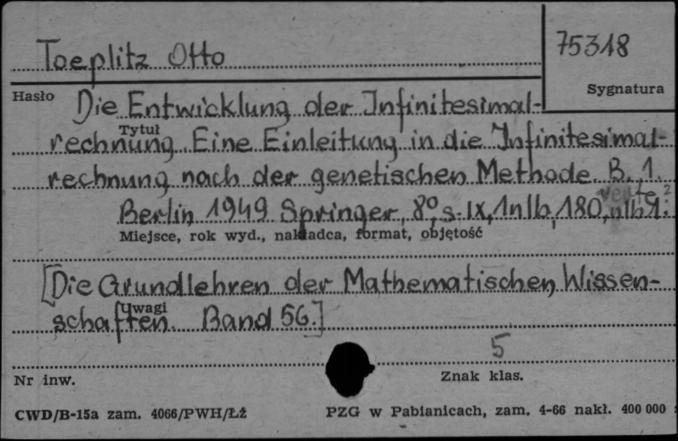 Toeplitz Otto
75318
Hasło
Sygnatura
Die Entwicklung der Infinitesimal-
Tytuł
rechnung. Eine Einleitung in die Infinitesimal-
rechnung nach der genetischen Methode B. 1.
Berlin 1949 Springer, 8°, s. IX, 1nlb, 180,
Miejsce, rok wyd., nakładca, format, objętość
[Die Grundlehren der Mathematischen Wissen-
Uwagi
schaften. Band 56.]
5
Nr inw.
Znak klas.
CWD/B-15a zam. 4066/PWH/ŁŻ
PZG w Pabianicach, zam. 4-66 nakł. 400 000